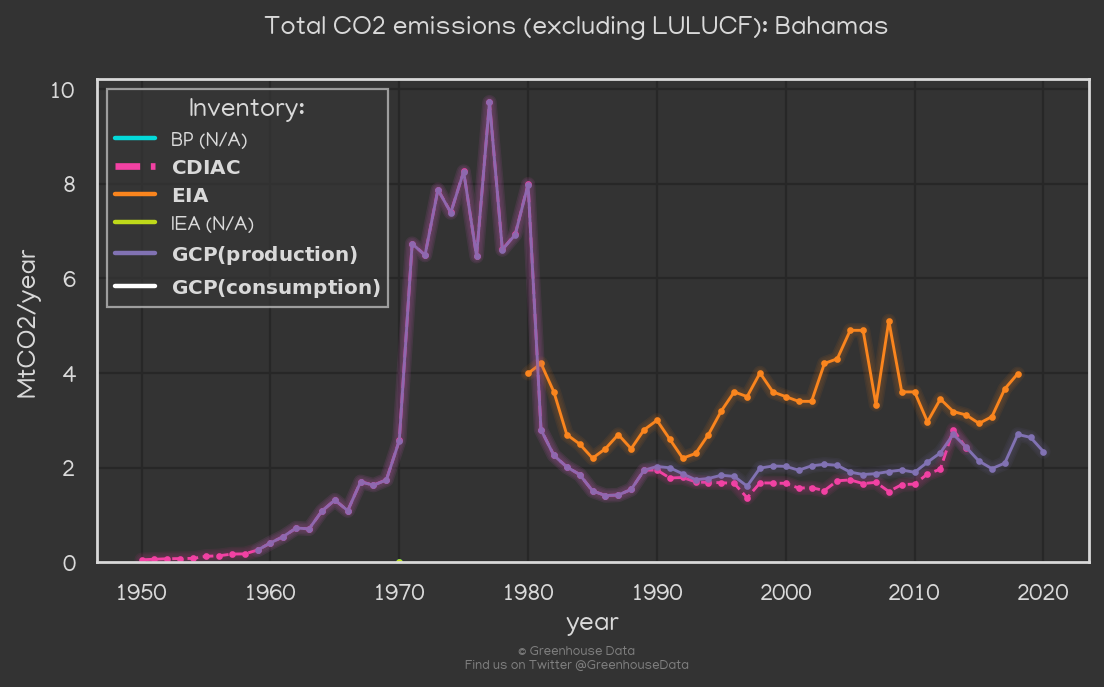 Total CO2 emissions (excluding LULUCF): Bahamas
Inventory:
BP (N/A)
CDIAC
EIA
IEA (N/A)
GCP(production)
GCP(consumption)
MtCO2/year
10
8
6
4
2
0
1950 1960 1970 1980 1990 2000 2010 2020
year
© Greenhouse Data
Find us on Twitter @GreenhouseData